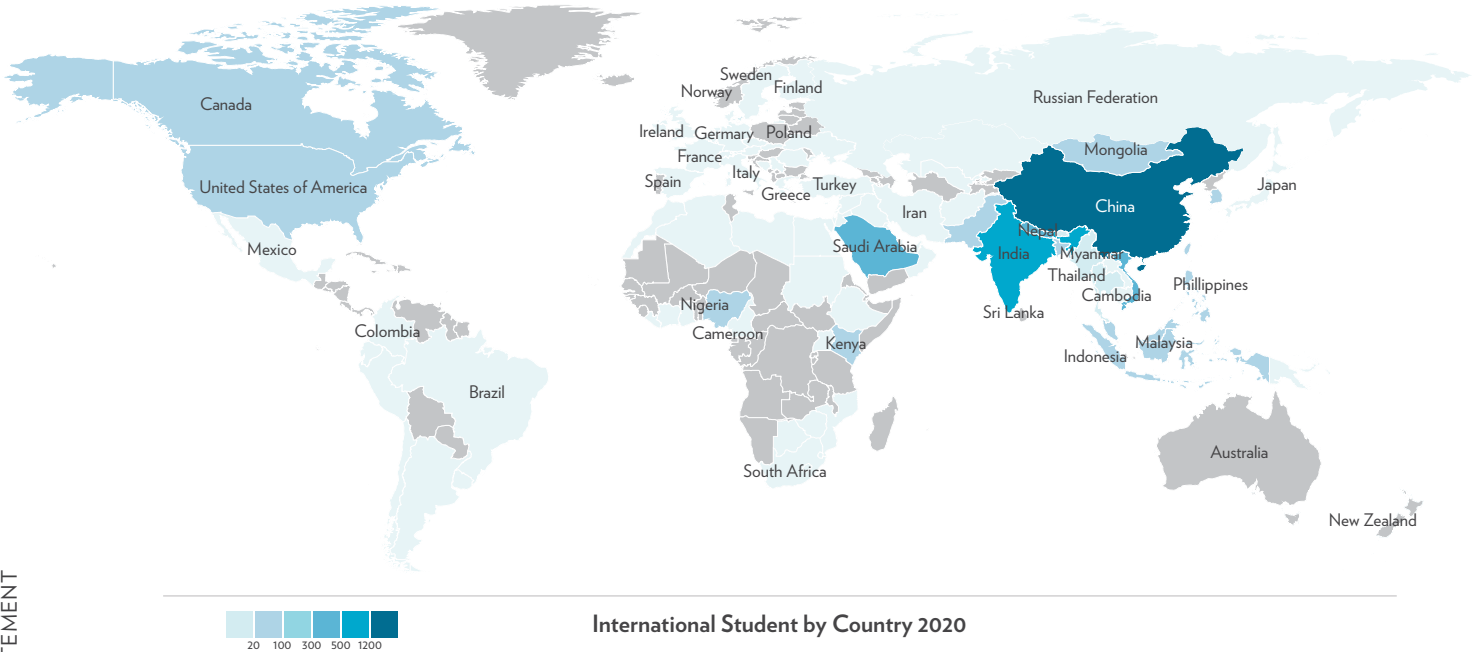 Sweden
Norway
Finland
Canada
Russian Federation
Ireland
Germany
Poland
Mongolia
France
Italy
Spain
Turkey
Japan
United States of America
Greece
China
Iran
Nepal
Mexico
Saudi Arabia
India
Myanmar
Thailand
Phillippines
Cambodia
Nigeria
Sri Lanka
Colombia
Cameroon
Kenya
Malaysia
Indonesia
Brazil
Australia
South Africa
New Zealand
TEMENT
International Student by Country 2020
20 100 300 500 1200